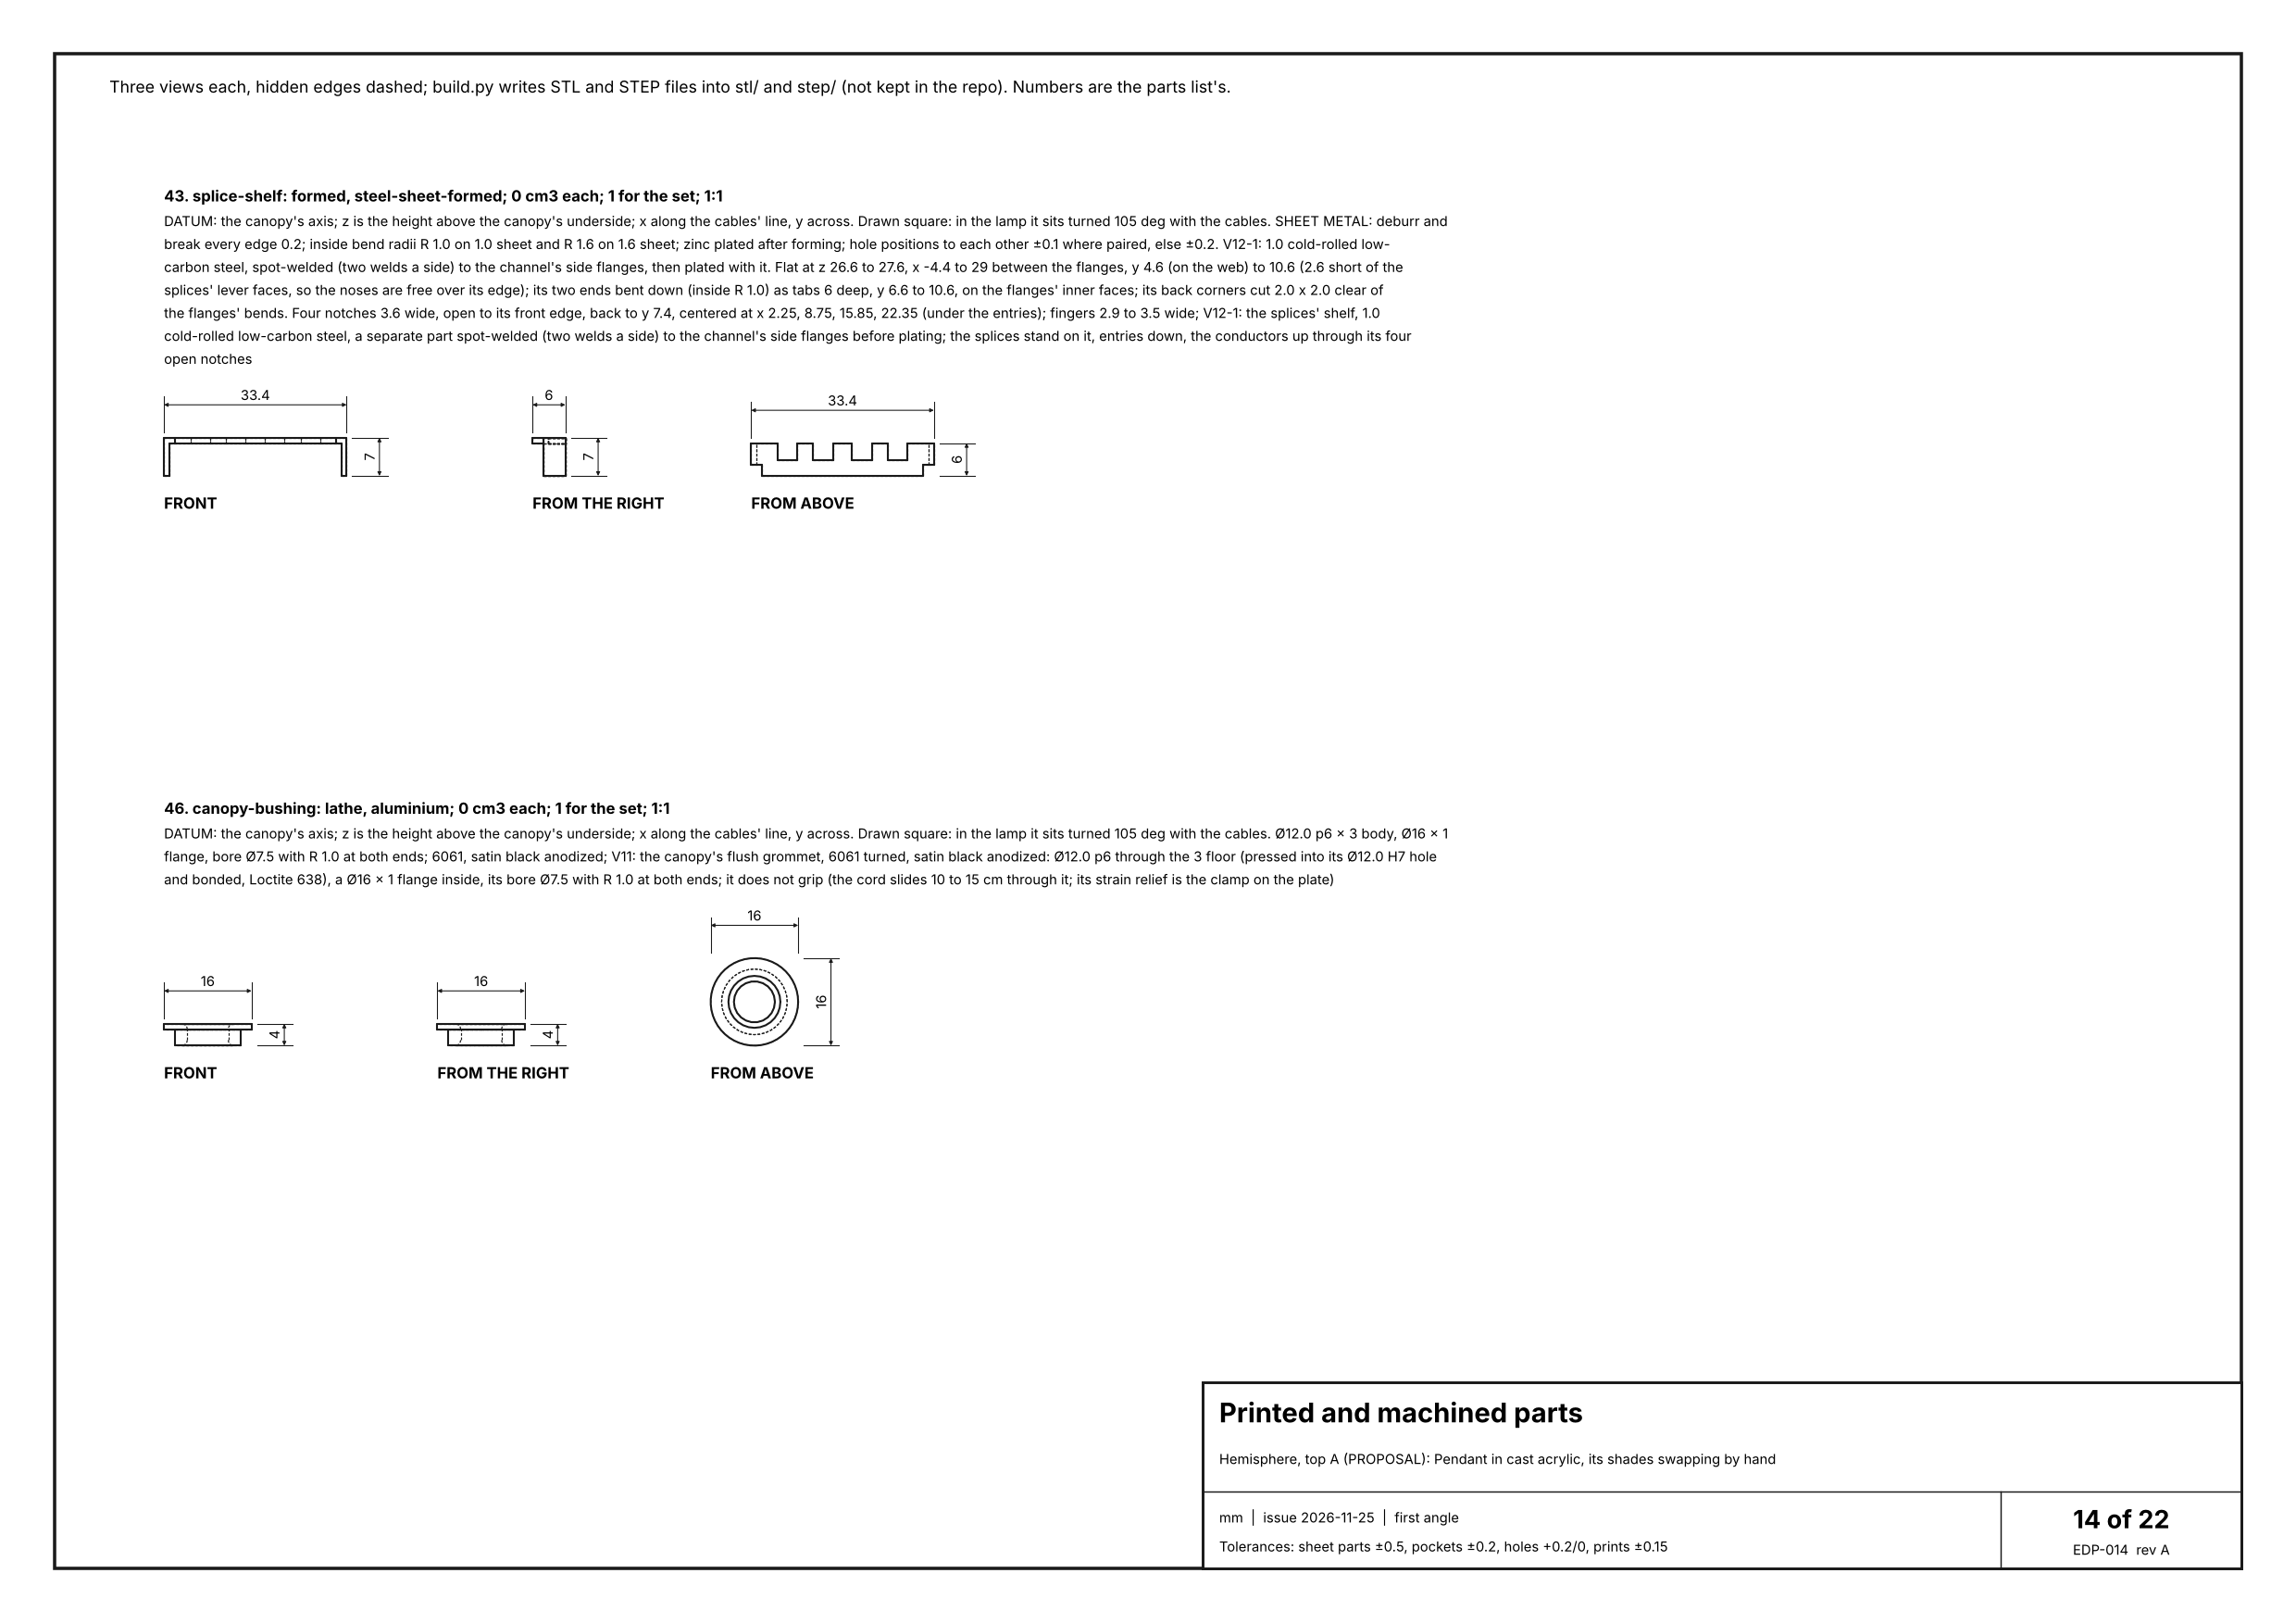 Three views each, hidden edges dashed; build.py writes STL and STEP files into stl/ and step/ (not kept in the repo). Numbers are the parts list's.
43. splice-shelf: formed, steel-sheet-formed; 0 cm3 each; 1 for the set; 1:1
DATUM: the canopy's axis; z is the height above the canopy's underside; x along the cables' line, y across. Drawn square: in the lamp it sits turned 105 deg with the cables. SHEET METAL: deburr and
break every edge 0.2; inside bend radii R 1.0 on 1.0 sheet and R 1.6 on 1.6 sheet; zinc plated after forming; hole positions to each other ±0.1 where paired, else ±0.2. V12-1: 1.0 cold-rolled low-
carbon steel, spot-welded (two welds a side) to the channel's side flanges, then plated with it. Flat at z 26.6 to 27.6, x -4.4 to 29 between the flanges, y 4.6 (on the web) to 10.6 (2.6 short of the
splices' lever faces, so the noses are free over its edge); its two ends bent down (inside R 1.0) as tabs 6 deep, y 6.6 to 10.6, on the flanges' inner faces; its back corners cut 2.0 x 2.0 clear of
the flanges' bends. Four notches 3.6 wide, open to its front edge, back to y 7.4, centered at x 2.25, 8.75, 15.85, 22.35 (under the entries); fingers 2.9 to 3.5 wide; V12-1: the splices' shelf, 1.0
cold-rolled low-carbon steel, a separate part spot-welded (two welds a side) to the channel's side flanges before plating; the splices stand on it, entries down, the conductors up through its four
open notches
33.4
7
FRONT
6
7
FROM THE RIGHT
33.4
6
FROM ABOVE
46. canopy-bushing: lathe, aluminium; 0 cm3 each; 1 for the set; 1:1
DATUM: the canopy's axis; z is the height above the canopy's underside; x along the cables' line, y across. Drawn square: in the lamp it sits turned 105 deg with the cables. Ø12.0 p6 × 3 body, Ø16 × 1
flange, bore Ø7.5 with R 1.0 at both ends; 6061, satin black anodized; V11: the canopy's flush grommet, 6061 turned, satin black anodized: Ø12.0 p6 through the 3 floor (pressed into its Ø12.0 H7 hole
and bonded, Loctite 638), a Ø16 × 1 flange inside, its bore Ø7.5 with R 1.0 at both ends; it does not grip (the cord slides 10 to 15 cm through it; its strain relief is the clamp on the plate)
16
4
FRONT
16
4
FROM THE RIGHT
16
16
FROM ABOVE
Printed and machined parts
Hemisphere, top A (PROPOSAL): Pendant in cast acrylic, its shades swapping by hand
mm | issue 2026-11-25 | first angle
Tolerances: sheet parts ±0.5, pockets ±0.2, holes +0.2/0, prints ±0.15
14 of 22
EDP-014 rev A